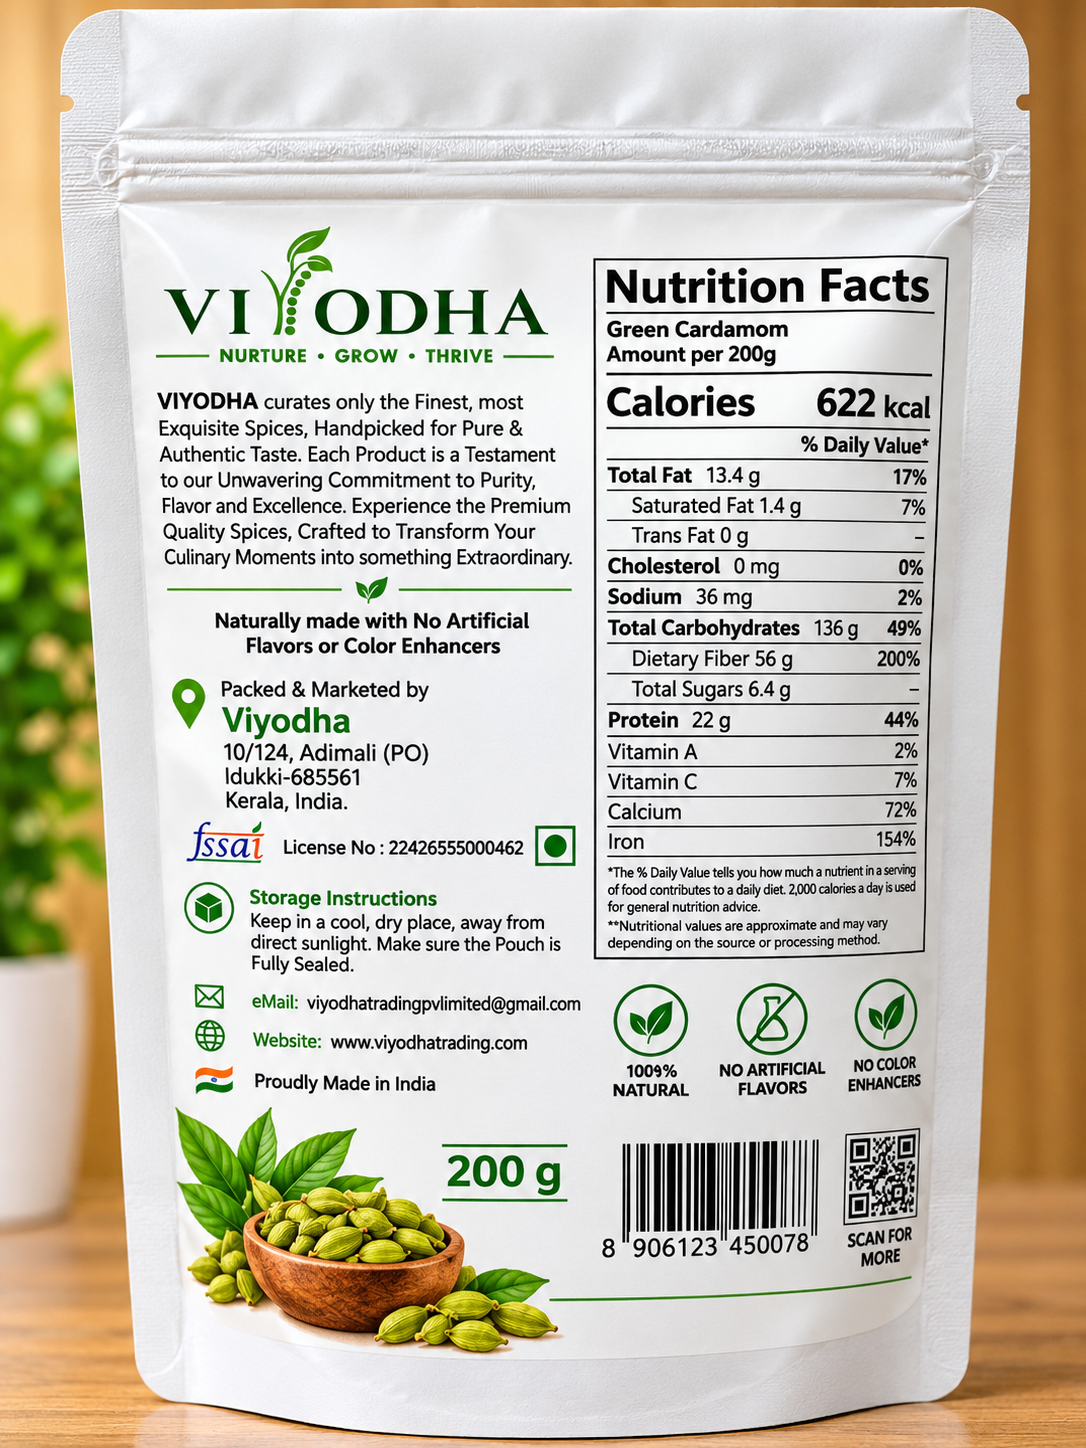 VIYODHA
NURTURE • GROW • THRIVE
VIYODHA curates only the Finest, most
Exquisite Spices, Handpicked for Pure &
Authentic Taste. Each Product is a Testament
to our Unwavering Commitment to Purity,
Flavor and Excellence. Experience the Premium
Quality Spices, Crafted to Transform Your
Culinary Moments into something Extraordinary.
Naturally made with No Artificial
Flavors or Color Enhancers
Packed & Marketed by
Viyodha
10/124, Adimali (PO)
Idukki-685561
Kerala, India.
fssai License No : 22426555000462
Storage Instructions
Keep in a cool, dry place, away from
direct sunlight. Make sure the Pouch is
Fully Sealed.
eMail: viyodhatradingpvlimited@gmail.com
Website: www.viyodhatrading.com
Proudly Made in India
200 g
Nutrition Facts
Green Cardamom
Amount per 200g
Calories 622 kcal
% Daily Value*
Total Fat 13.4 g 17%
Saturated Fat 1.4 g 7%
Trans Fat 0 g –
Cholesterol 0 mg 0%
Sodium 36 mg 2%
Total Carbohydrates 136 g 49%
Dietary Fiber 56 g 200%
Total Sugars 6.4 g –
Protein 22 g 44%
Vitamin A 2%
Vitamin C 7%
Calcium 72%
Iron 154%
*The % Daily Value tells you how much a nutrient in a serving
of food contributes to a daily diet. 2,000 calories a day is used
for general nutrition advice.
**Nutritional values are approximate and may vary
depending on the source or processing method.
100% NATURAL
NO ARTIFICIAL FLAVORS
NO COLOR ENHANCERS
8 906123 450078
SCAN FOR
MORE